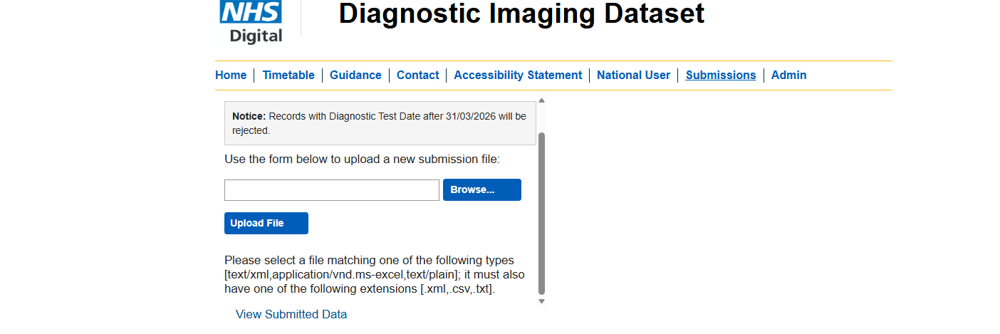 NHS
Digital
Diagnostic Imaging Dataset
Home Timetable Guidance Contact Accessibility Statement National User Submissions Admin
Notice: Records with Diagnostic Test Date after 31/03/2026 will be
rejected.
Use the form below to upload a new submission file:
Browse...
Upload File
Please select a file matching one of the following types
[text/xml,application/vnd.ms-excel,text/plain]; it must also
have one of the following extensions [.xml,.csv,.txt].
View Submitted Data